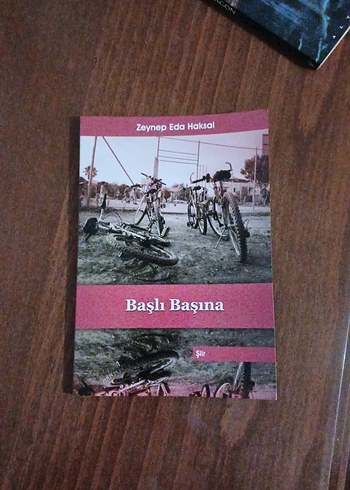 Zeynep Eda Haksal
Başlı Başına
Şiir